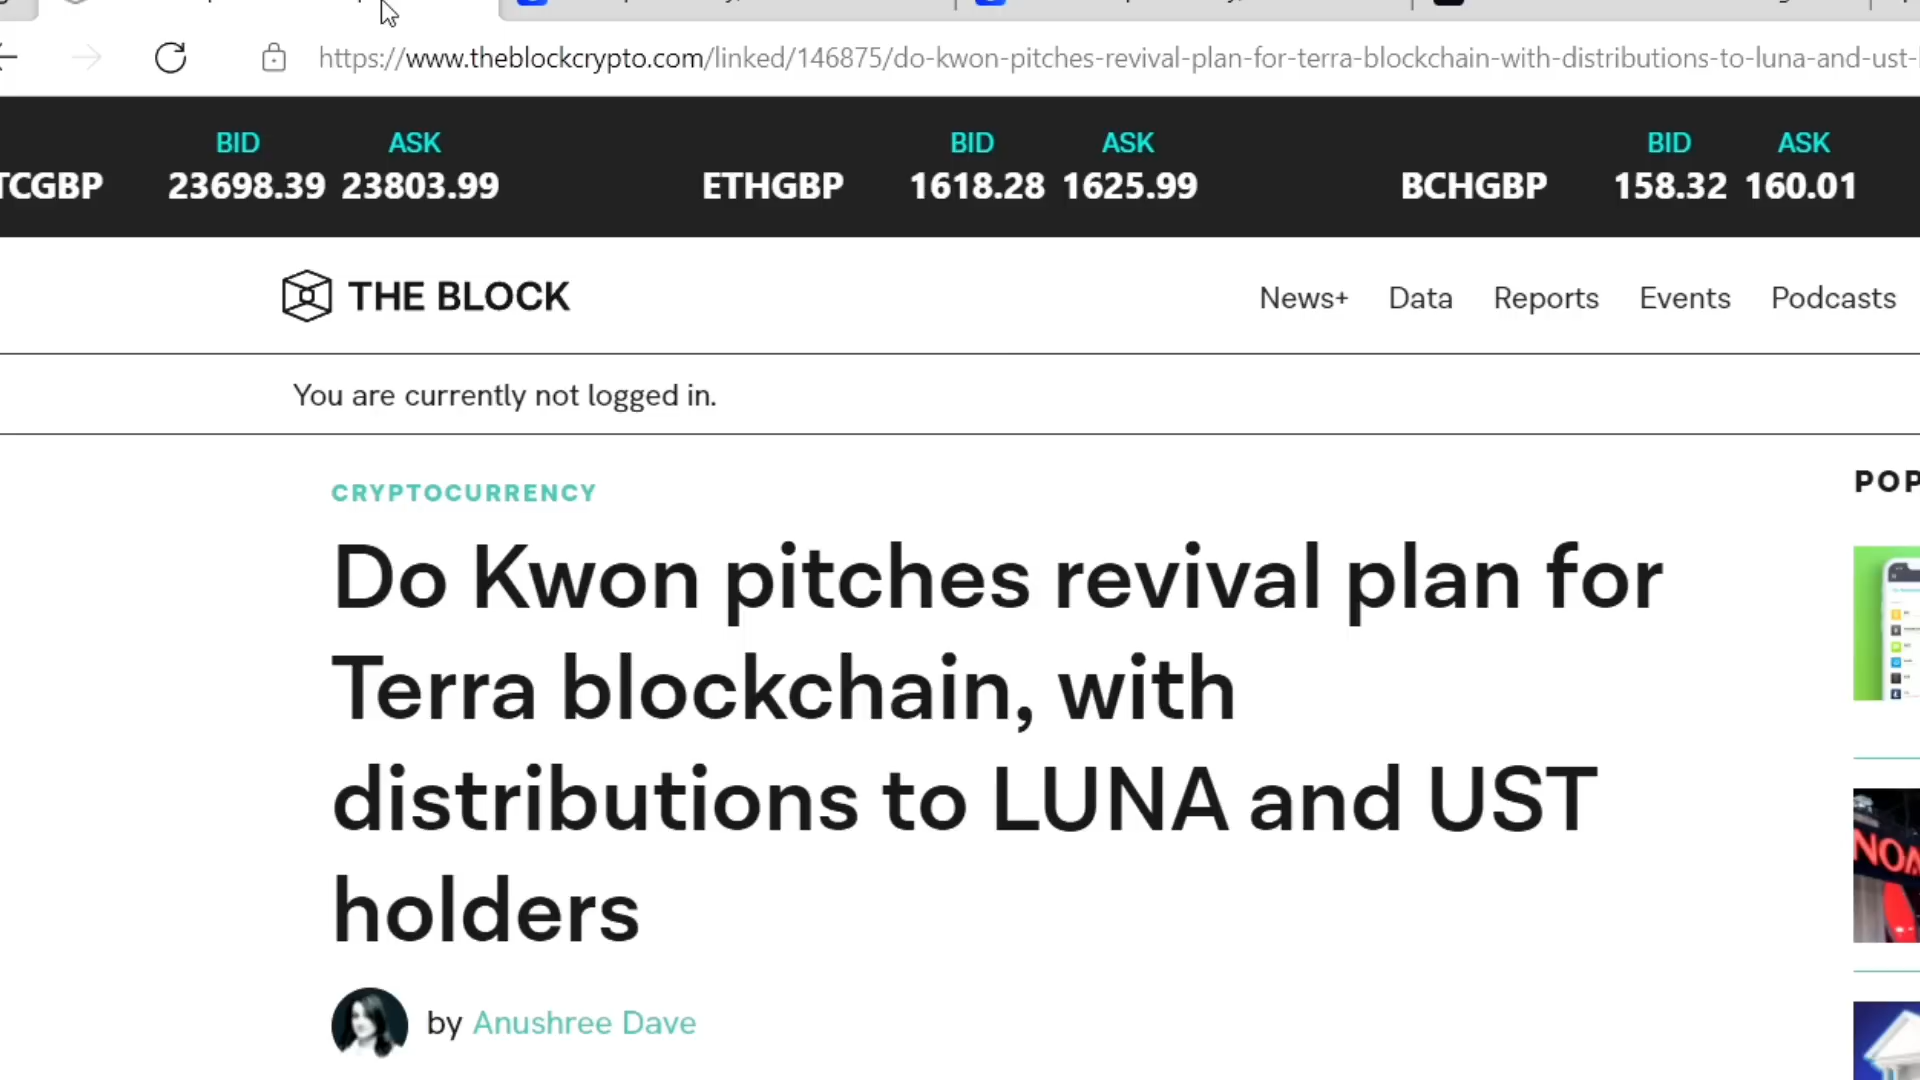 https://www.theblockcrypto.com/linked/146875/do-kwon-pitches-revival-plan-for-terra-blockchain-with-distributions-to-luna-and-ust-
BID ASK BID ASK BID ASK
TCGBP 23698.39 23803.99 ETHGBP 1618.28 1625.99 BCHGBP 158.32 160.01
THE BLOCK News+ Data Reports Events Podcasts
You are currently not logged in.
CRYPTOCURRENCY
POP
Do Kwon pitches revival plan for
Terra blockchain, with
distributions to LUNA and UST
holders
NOM
by Anushree Dave